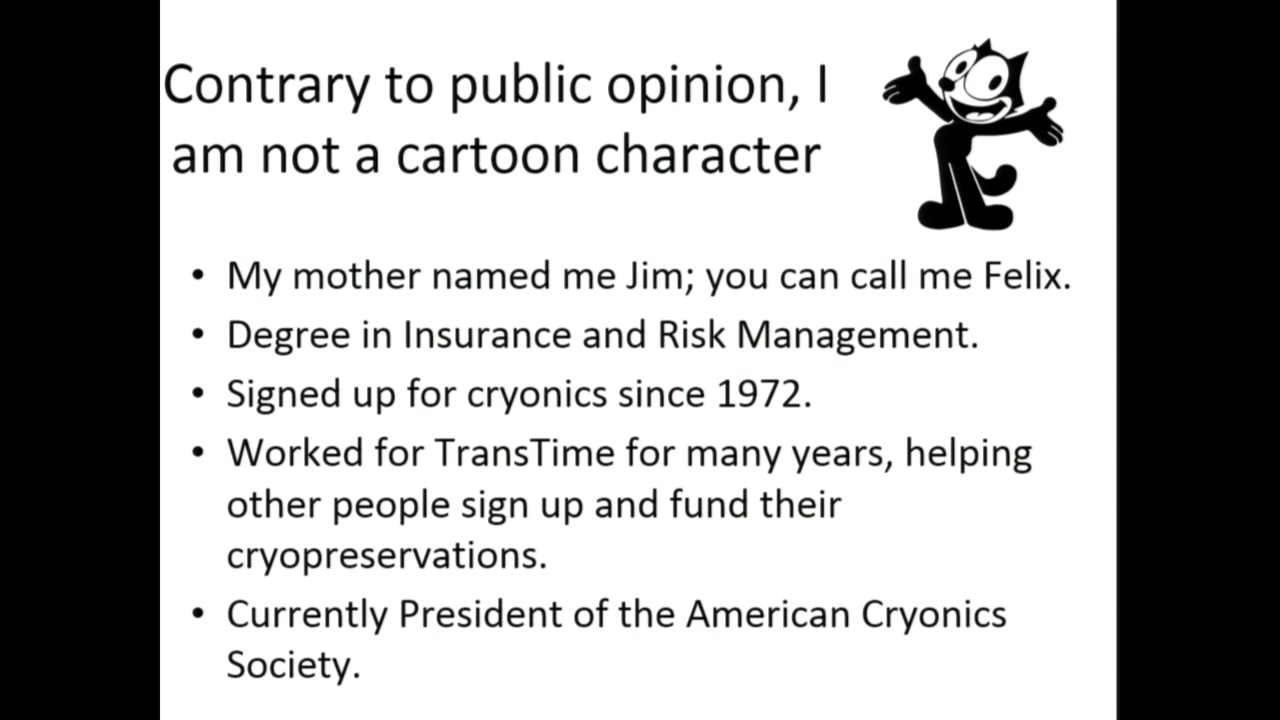 Contrary to public opinion, I
am not a cartoon character
• My mother named me Jim; you can call me Felix.
• Degree in Insurance and Risk Management.
• Signed up for cryonics since 1972.
• Worked for TransTime for many years, helping
other people sign up and fund their
cryopreservations.
• Currently President of the American Cryonics
Society.